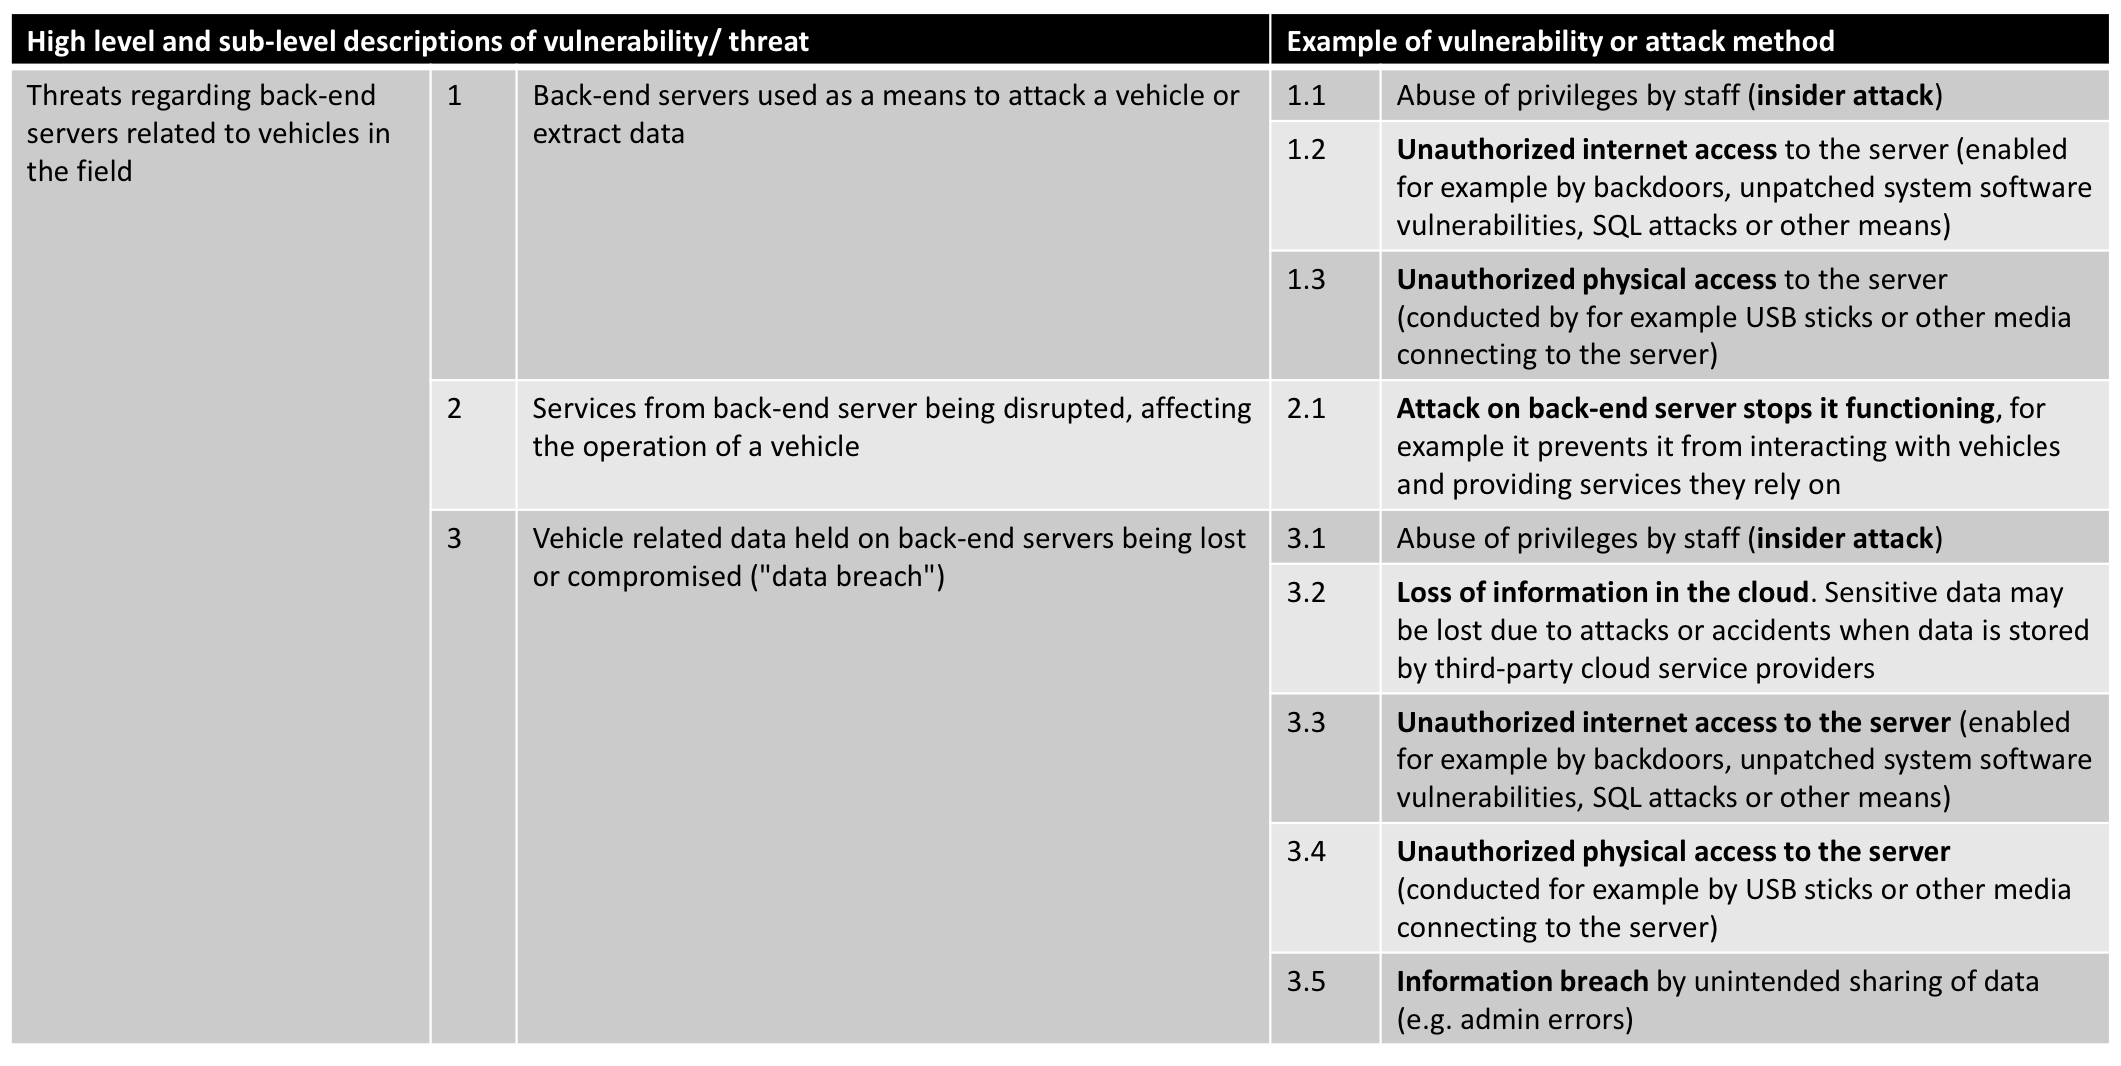 High level and sub-level descriptions of vulnerability/ threat
Example of vulnerability or attack method
Threats regarding back-end
servers related to vehicles in
the field
1
Back-end servers used as a means to attack a vehicle or
extract data
1.1
Abuse of privileges by staff (insider attack)
1.2
Unauthorized internet access to the server (enabled
for example by backdoors, unpatched system software
vulnerabilities, SQL attacks or other means)
1.3
Unauthorized physical access to the server
(conducted by for example USB sticks or other media
connecting to the server)
2
Services from back-end server being disrupted, affecting
the operation of a vehicle
2.1
Attack on back-end server stops it functioning, for
example it prevents it from interacting with vehicles
and providing services they rely on
3
Vehicle related data held on back-end servers being lost
or compromised ("data breach")
3.1
Abuse of privileges by staff (insider attack)
3.2
Loss of information in the cloud. Sensitive data may
be lost due to attacks or accidents when data is stored
by third-party cloud service providers
3.3
Unauthorized internet access to the server (enabled
for example by backdoors, unpatched system software
vulnerabilities, SQL attacks or other means)
3.4
Unauthorized physical access to the server
(conducted for example by USB sticks or other media
connecting to the server)
3.5
Information breach by unintended sharing of data
(e.g. admin errors)